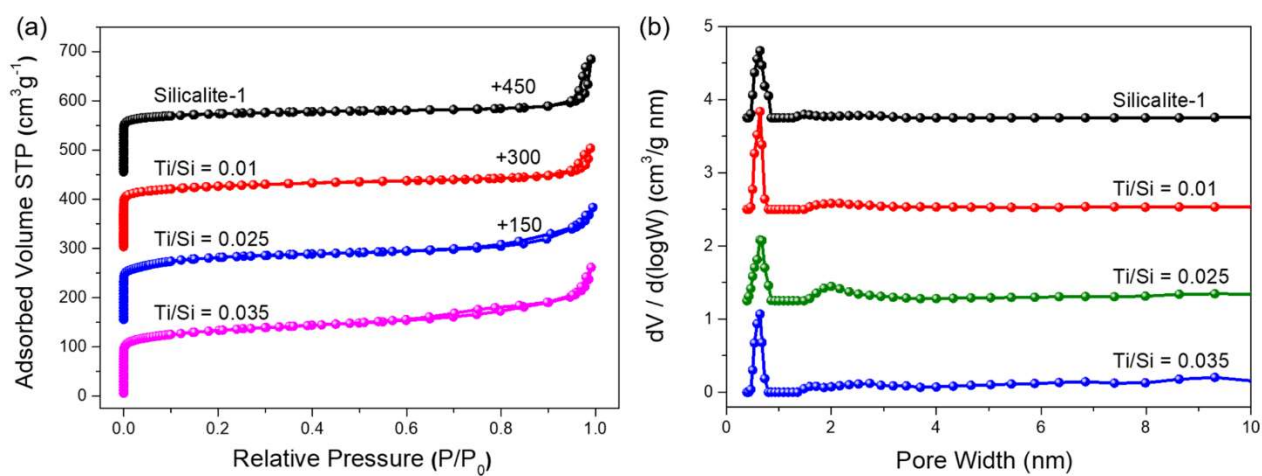 (a)
Adsorbed Volume STP (cm³g⁻¹)
700
600
500
400
300
200
100
0
Silicalite-1
+450
Ti/Si = 0.01
+300
Ti/Si = 0.025
+150
Ti/Si = 0.035
0.0 0.2 0.4 0.6 0.8 1.0
Relative Pressure (P/P₀)
(b)
dV / d(logW) (cm³/g nm)
5
4
3
2
1
0
Silicalite-1
Ti/Si = 0.01
Ti/Si = 0.025
Ti/Si = 0.035
0 2 4 6 8 10
Pore Width (nm)